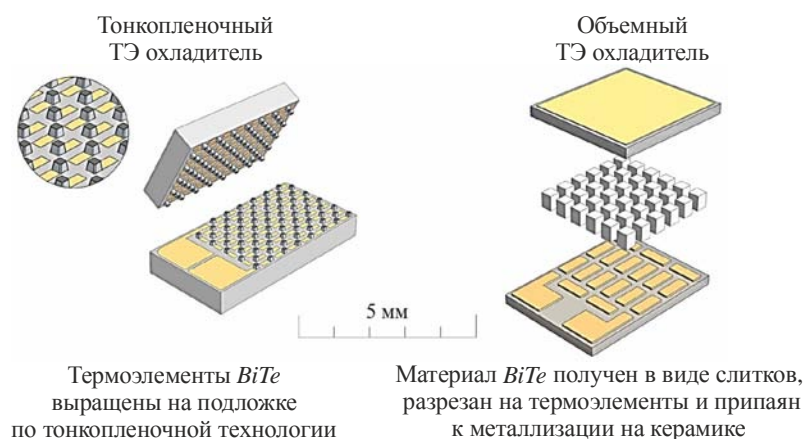 Тонкопленочный
ТЭ охладитель
Объемный
ТЭ охладитель
5 мм
Термоэлементы BiTe
выращены на подложке
по тонкопленочной технологии
Материал BiTe получен в виде слитков,
разрезан на термоэлементы и припаян
к металлизации на керамике